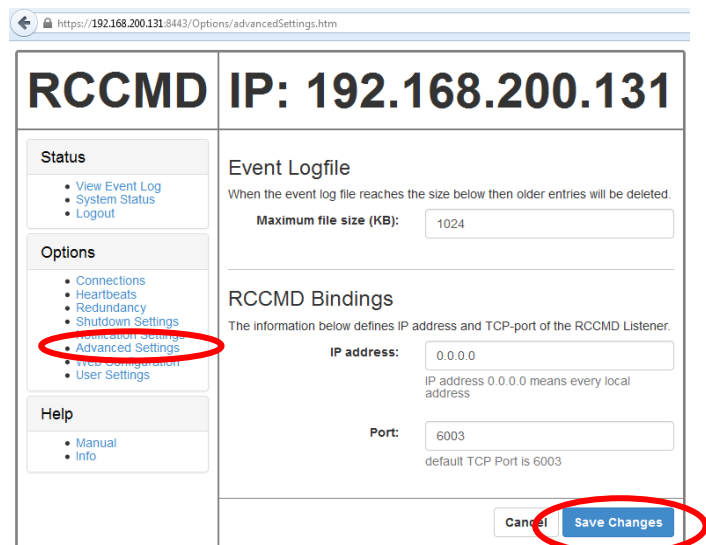 https://192.168.200.131:8443/Options/advancedSettings.htm
RCCMD
IP: 192.168.200.131
Status
View Event Log
System Status
Logout
Options
Connections
Heartbeats
Redundancy
Shutdown Settings
Notification Settings
Advanced Settings
Web Configuration
User Settings
Help
Manual
Info
Event Logfile
When the event log file reaches the size below then older entries will be deleted.
Maximum file size (KB):
1024
RCCMD Bindings
The information below defines IP address and TCP-port of the RCCMD Listener.
IP address:
0.0.0.0
IP address 0.0.0.0 means every local
address
Port:
6003
default TCP Port is 6003
Cancel
Save Changes